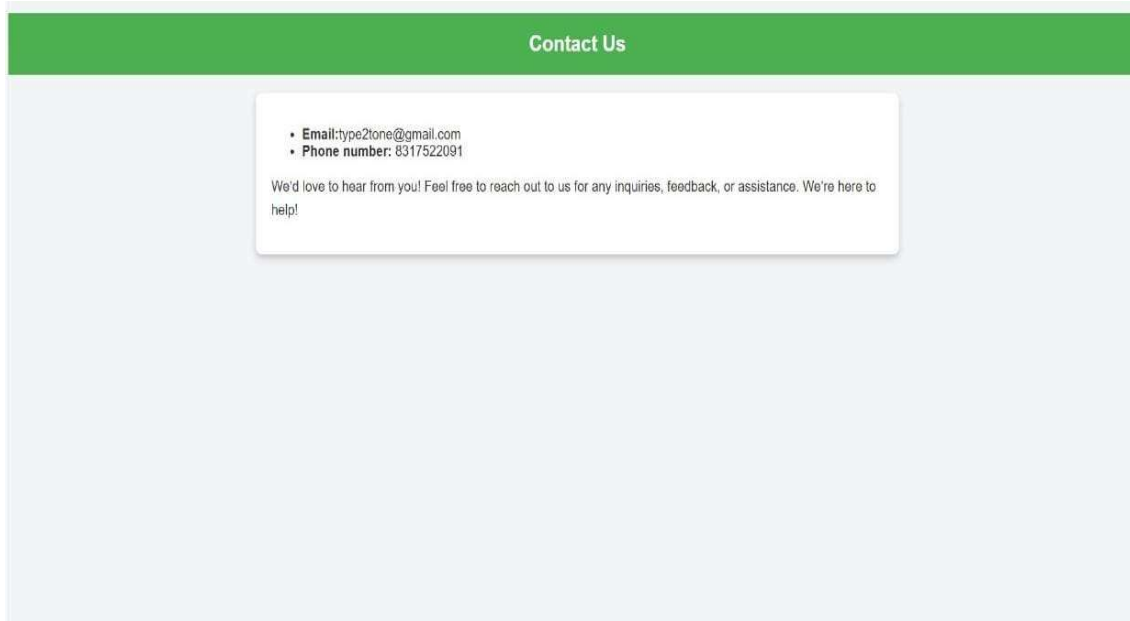 Contact Us
• Email:type2tone@gmail.com
• Phone number: 8317522091
We'd love to hear from you! Feel free to reach out to us for any inquiries, feedback, or assistance. We're here to
help!